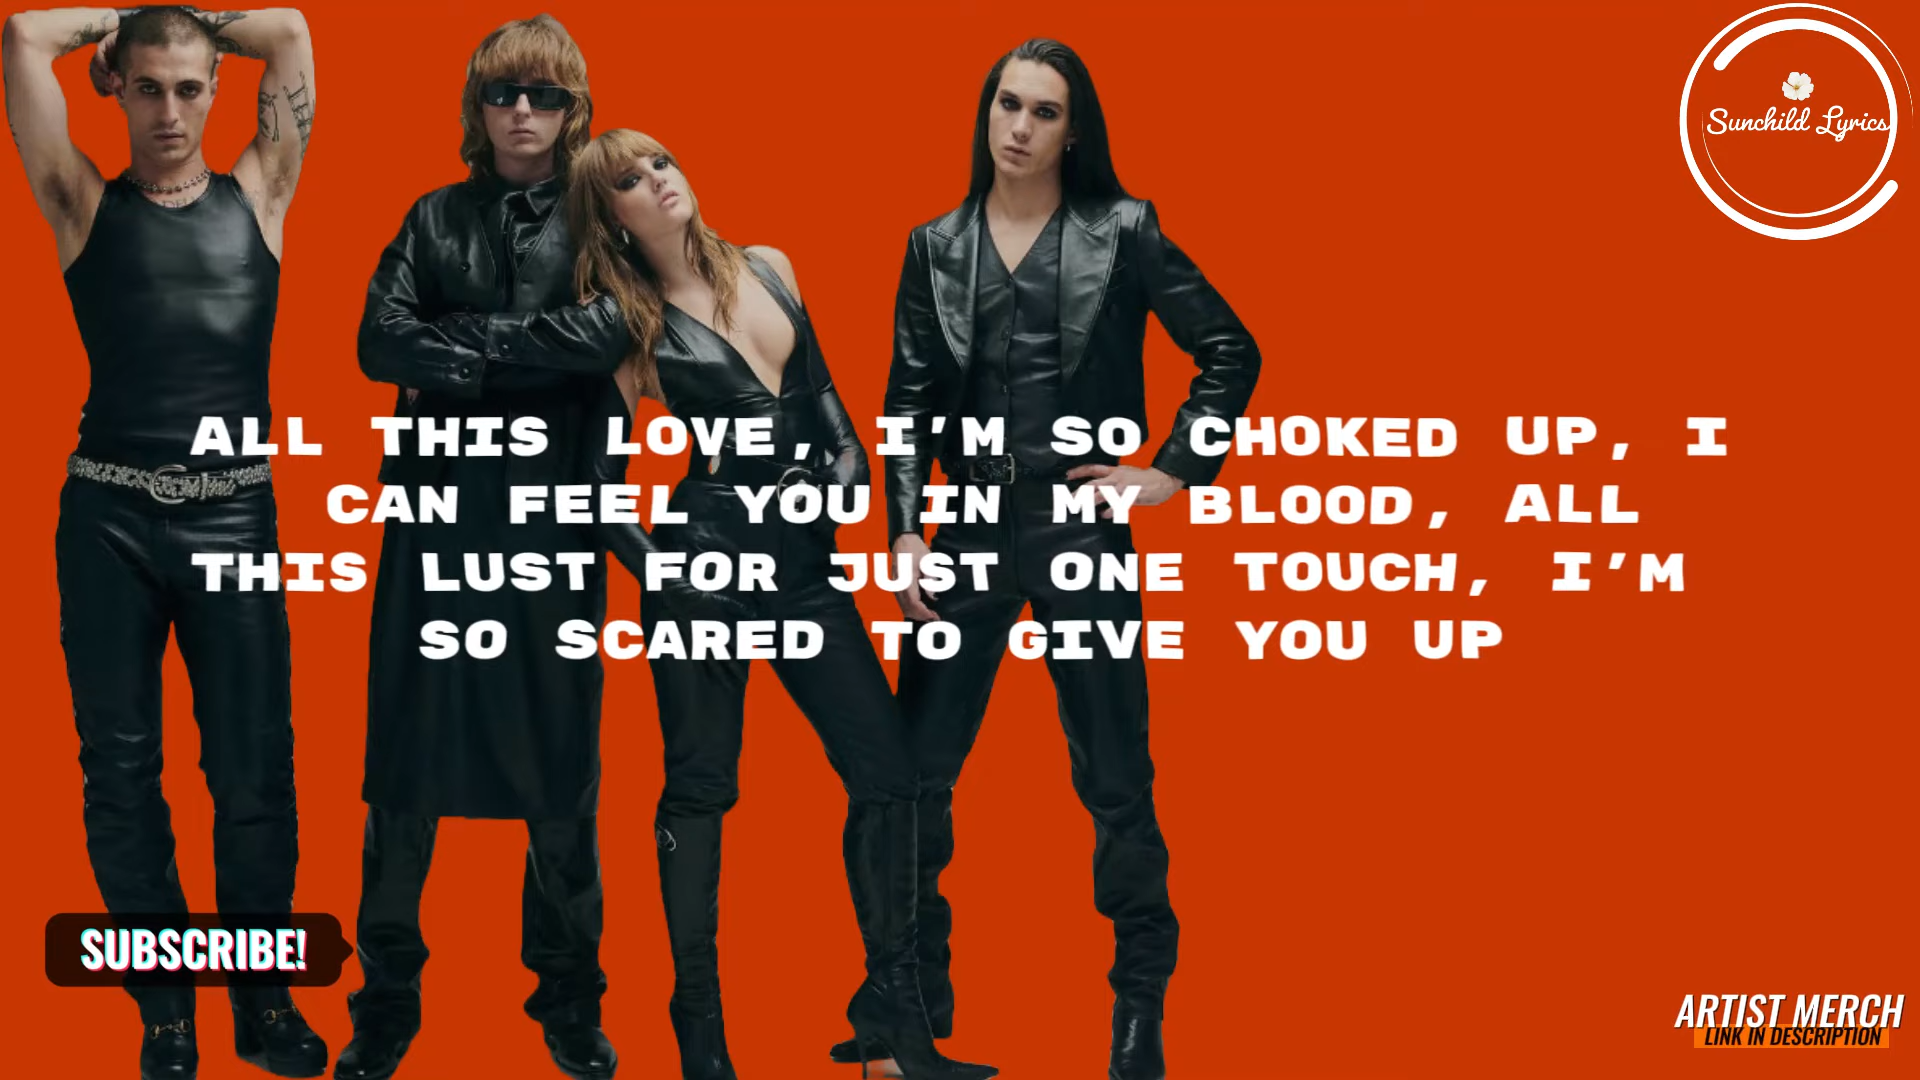 Sunchild Lyrics
ALL THIS LOVE, I'M SO CHOKED UP, I
CAN FEEL YOU IN MY BLOOD, ALL
THIS LUST FOR JUST ONE TOUCH, I'M
SO SCARED TO GIVE YOU UP
SUBSCRIBE!
ARTIST MERCH
LINK IN DESCRIPTION